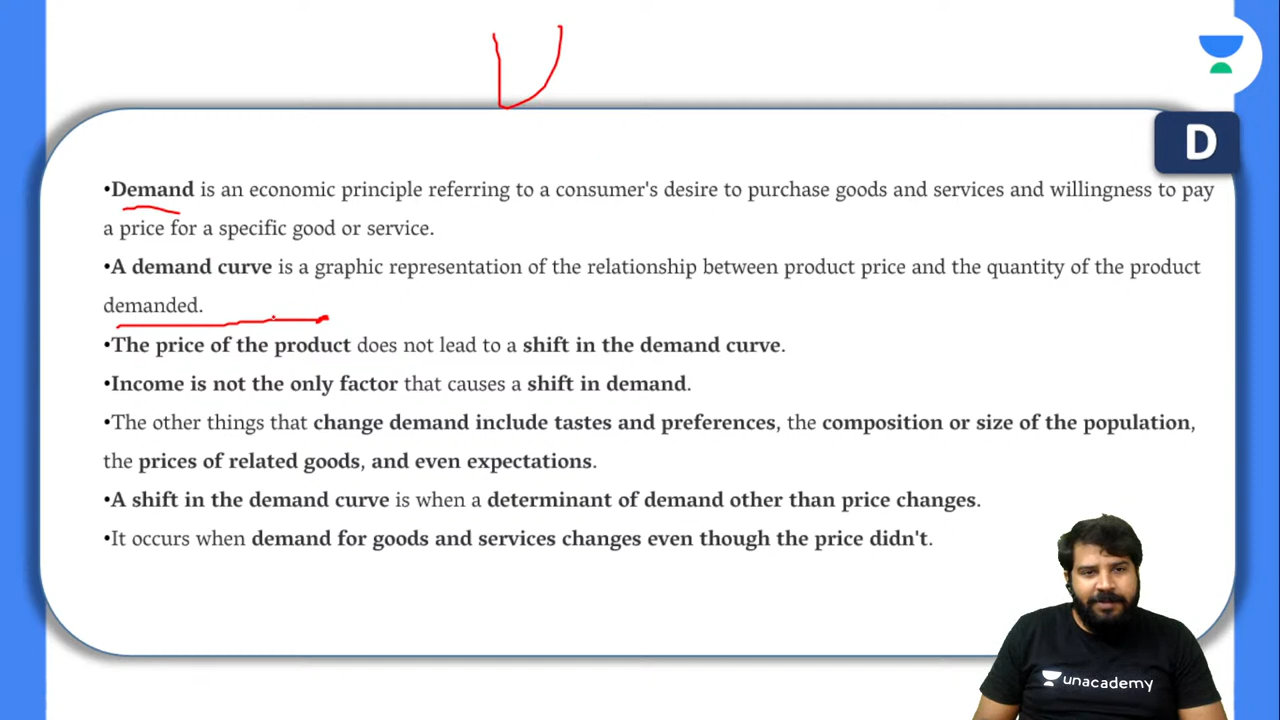 D
•Demand is an economic principle referring to a consumer's desire to purchase goods and services and willingness to pay
a price for a specific good or service.
•A demand curve is a graphic representation of the relationship between product price and the quantity of the product
demanded.
•The price of the product does not lead to a shift in the demand curve.
•Income is not the only factor that causes a shift in demand.
•The other things that change demand include tastes and preferences, the composition or size of the population,
the prices of related goods, and even expectations.
•A shift in the demand curve is when a determinant of demand other than price changes.
•It occurs when demand for goods and services changes even though the price didn't.
unacademy